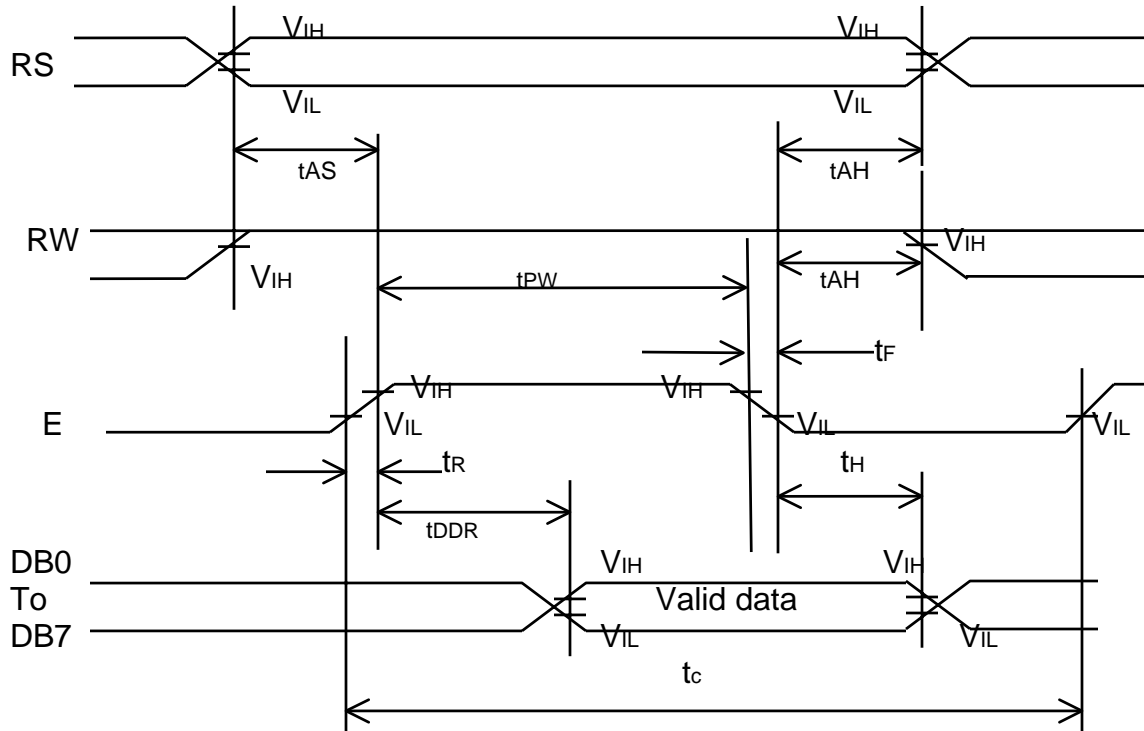 VIH VIH
RS
VIL VIL
tAS tAH
RW VIH
VIH tPW tAH
tF
VIH VIH
E VIL VIL VIL
tR tH
tDDR
DB0 VIH VIH
To Valid data
DB7 VIL VIL
tc